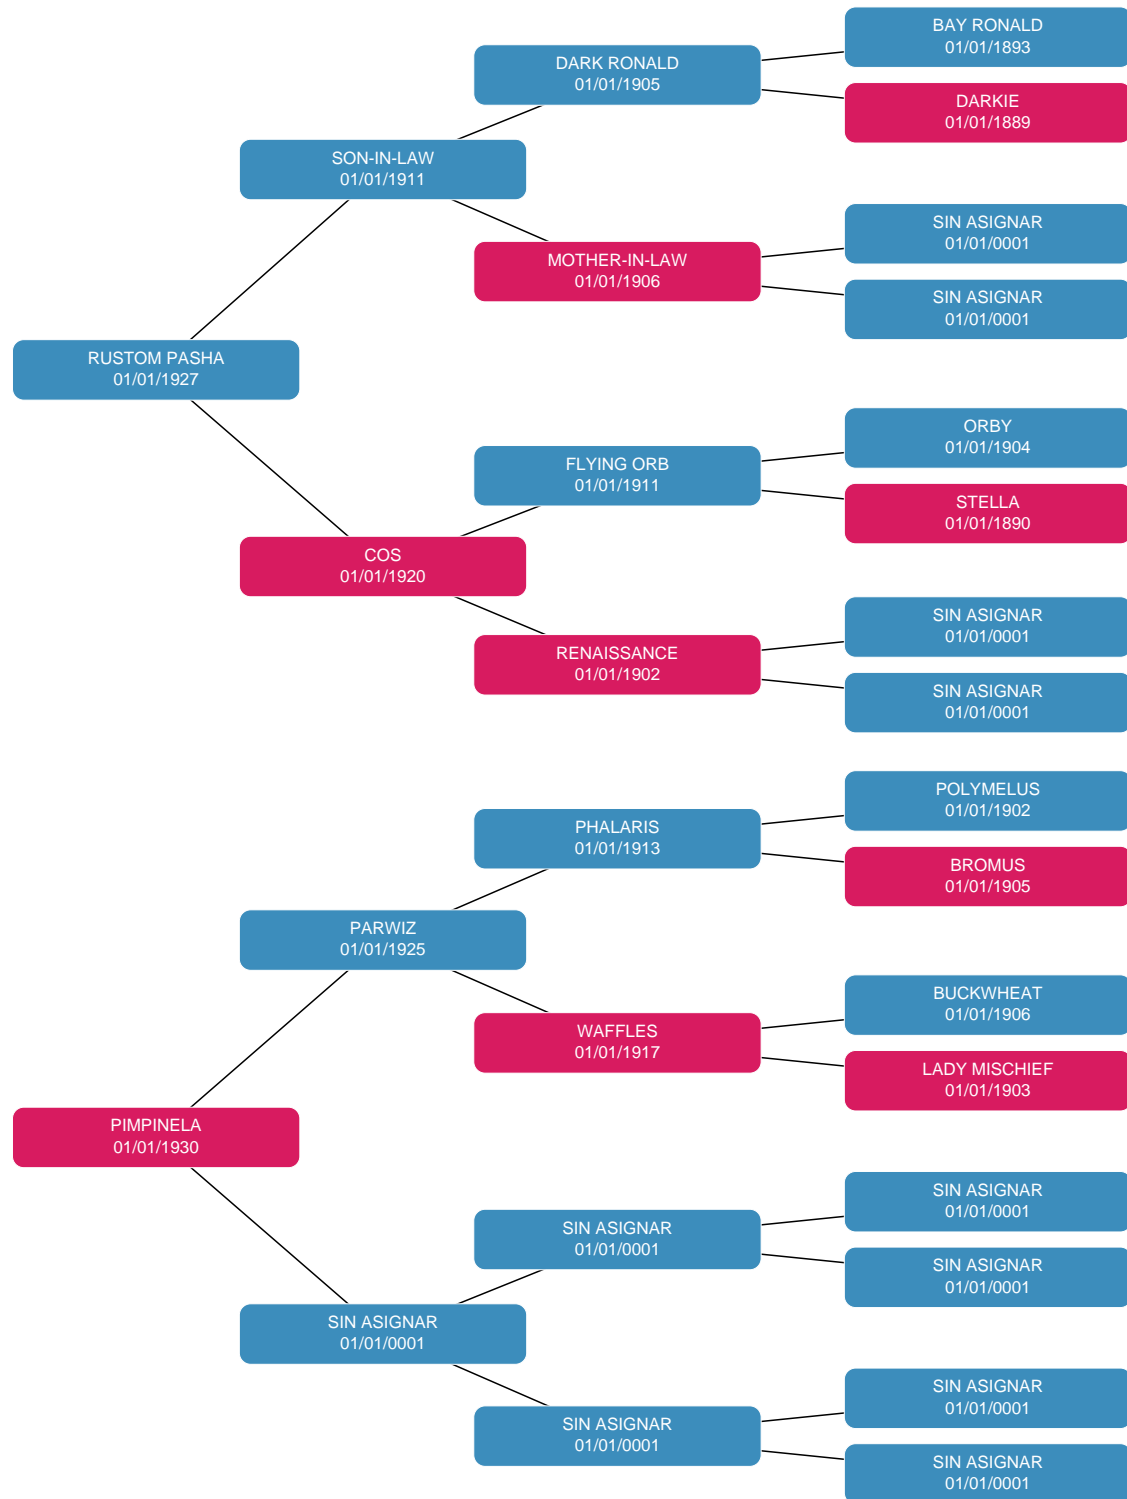 BAY RONALD
01/01/1893
DARK RONALD
01/01/1905
DARKIE
01/01/1889
SON-IN-LAW
01/01/1911
SIN ASIGNAR
01/01/0001
MOTHER-IN-LAW
01/01/1906
SIN ASIGNAR
01/01/0001
RUSTOM PASHA
01/01/1927
ORBY
01/01/1904
FLYING ORB
01/01/1911
STELLA
01/01/1890
COS
01/01/1920
SIN ASIGNAR
01/01/0001
RENAISSANCE
01/01/1902
SIN ASIGNAR
01/01/0001
POLYMELUS
01/01/1902
PHALARIS
01/01/1913
BROMUS
01/01/1905
PARWIZ
01/01/1925
BUCKWHEAT
01/01/1906
WAFFLES
01/01/1917
LADY MISCHIEF
01/01/1903
PIMPINELA
01/01/1930
SIN ASIGNAR
01/01/0001
SIN ASIGNAR
01/01/0001
SIN ASIGNAR
01/01/0001
SIN ASIGNAR
01/01/0001
SIN ASIGNAR
01/01/0001
SIN ASIGNAR
01/01/0001
SIN ASIGNAR
01/01/0001